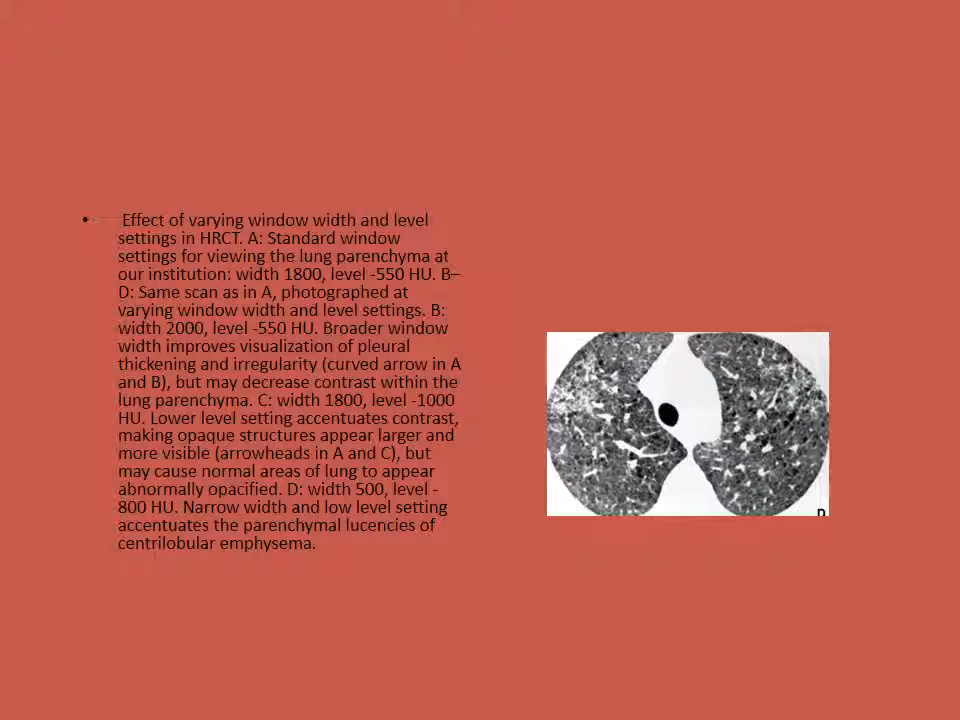 • Effect of varying window width and level
settings in HRCT. A: Standard window
settings for viewing the lung parenchyma at
our institution: width 1800, level -550 HU. B–
D: Same scan as in A, photographed at
varying window width and level settings. B:
width 2000, level -550 HU. Broader window
width improves visualization of pleural
thickening and irregularity (curved arrow in A
and B), but may decrease contrast within the
lung parenchyma. C: width 1800, level -1000
HU. Lower level setting accentuates contrast,
making opaque structures appear larger and
more visible (arrowheads in A and C), but
may cause normal areas of lung to appear
abnormally opacified. D: width 500, level -
800 HU. Narrow width and low level setting
accentuates the parenchymal lucencies of
centrilobular emphysema.
D